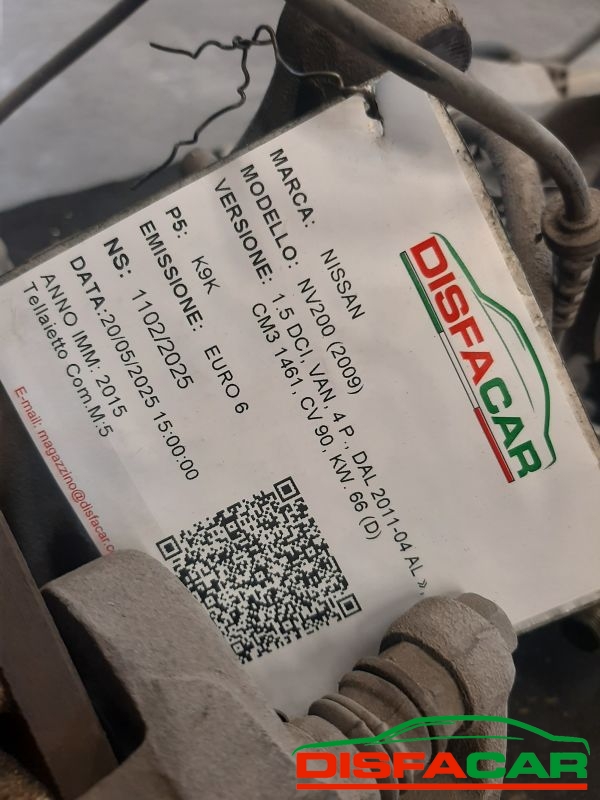 DISFACAR
MARCA: NISSAN
MODELLO: NV200 (2009)
VERSIONE: 1.5 DCI, VAN, 4 P., DAL 2011-04 AL »,
CM3 1461, CV 90, KW. 66 (D)
P5: K9K
EMISSIONE: EURO 6
NS: 1102/2025
DATA:20/05/2025 15:00:00
ANNO IMM: 2015
Tellaietto Com.M:5
E-mail: magazzino@disfacar.c
DISFACAR